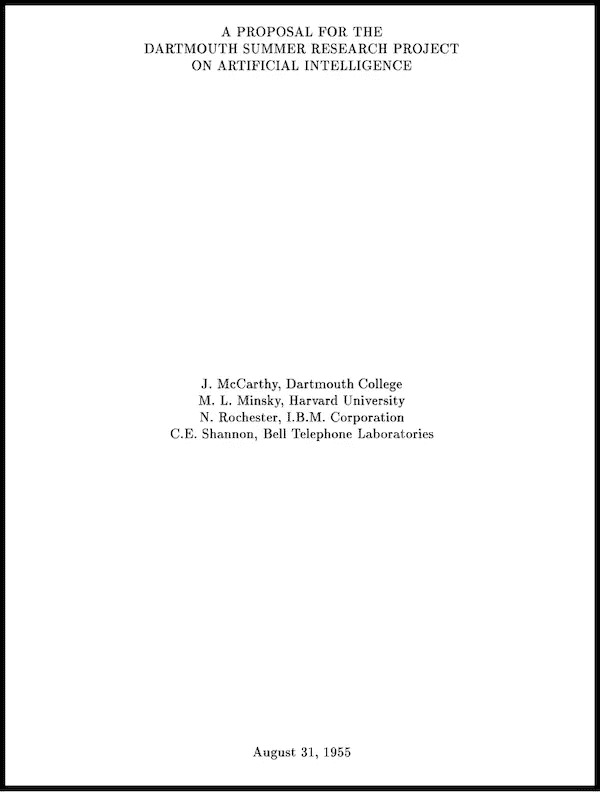 A PROPOSAL FOR THE
DARTMOUTH SUMMER RESEARCH PROJECT
ON ARTIFICIAL INTELLIGENCE
J. McCarthy, Dartmouth College
M. L. Minsky, Harvard University
N. Rochester, I.B.M. Corporation
C.E. Shannon, Bell Telephone Laboratories
August 31, 1955